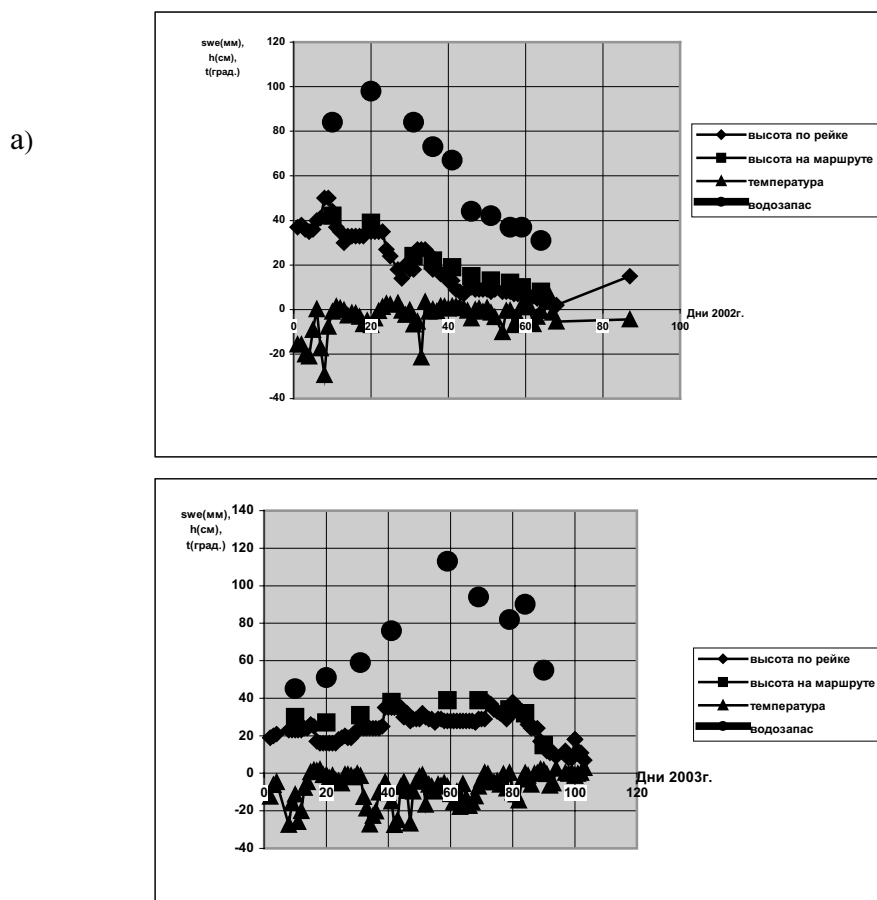 а)
swe(мм),
h(см),
t(град.)
120
100
80
60
40
20
0
-20
-40
0
20
40
60
80
100
Дни 2002г.
высота по рейке
высота на маршруте
температура
водозапас
swe(мм),
h(см),
t(град.)
140
120
100
80
60
40
20
0
-20
-40
0
20
40
60
80
100
120
Дни 2003г.
высота по рейке
высота на маршруте
температура
водозапас